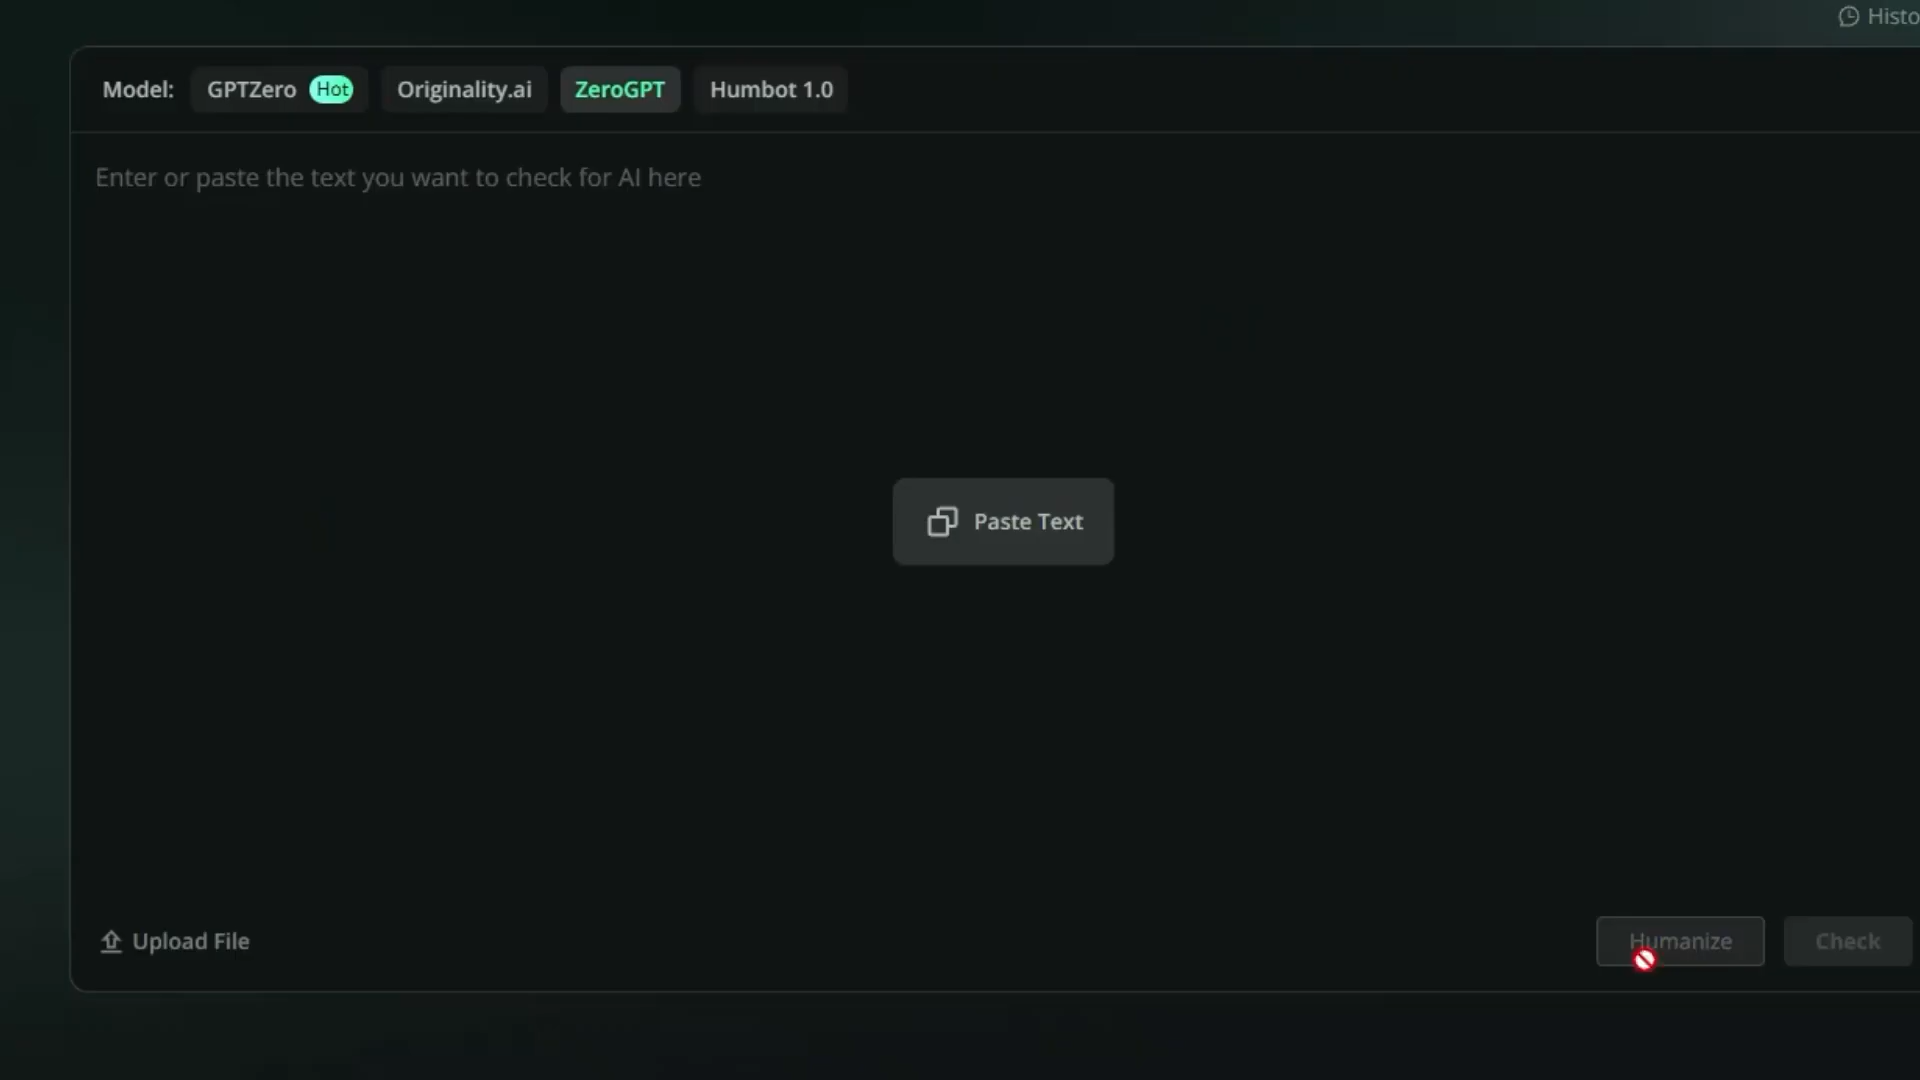 Histo
Model: GPTZero Hot Originality.ai ZeroGPT Humbot 1.0
Enter or paste the text you want to check for AI here
Paste Text
Upload File Humanize Check